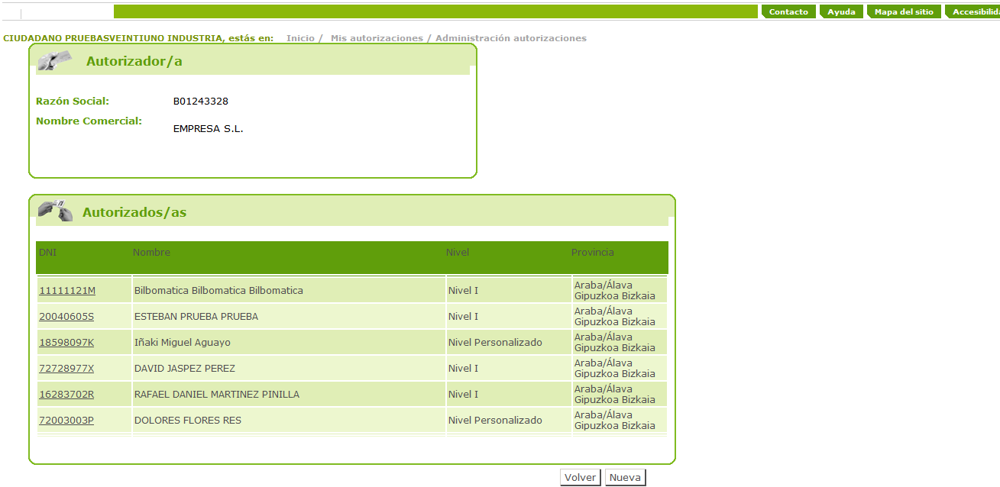 Contacto Ayuda Mapa del sitio Accesibilida
CIUDADANO PRUEBASVEINTIUNO INDUSTRIA, estás en: Inicio / Mis autorizaciones / Administración autorizaciones
Autorizador/a
Razón Social: B01243328
Nombre Comercial:
EMPRESA S.L.
Autorizados/as
DNI Nombre Nivel Provincia
11111121M Bilbomatica Bilbomatica Bilbomatica Nivel I Araba/Álava
Gipuzkoa Bizkaia
20040605S ESTEBAN PRUEBA PRUEBA Nivel I Araba/Álava
Gipuzkoa Bizkaia
18598097K Iñaki Miguel Aguayo Nivel Personalizado Araba/Álava
Gipuzkoa Bizkaia
72728977X DAVID JASPEZ PEREZ Nivel I Araba/Álava
Gipuzkoa Bizkaia
16283702R RAFAEL DANIEL MARTINEZ PINILLA Nivel I Araba/Álava
Gipuzkoa Bizkaia
72003003P DOLORES FLORES RES Nivel Personalizado Araba/Álava
Gipuzkoa Bizkaia
Volver Nueva